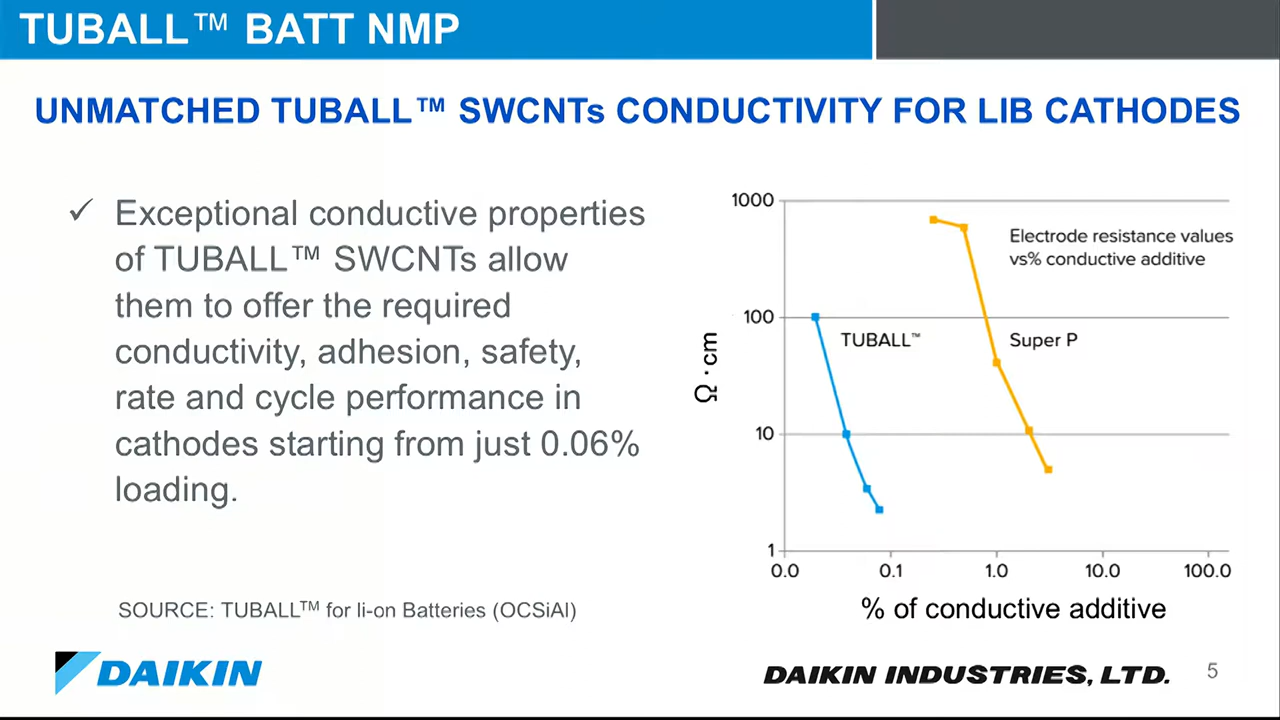 TUBALL™ BATT NMP
UNMATCHED TUBALL™ SWCNTs CONDUCTIVITY FOR LIB CATHODES
✓ Exceptional conductive properties
of TUBALL™ SWCNTs allow
them to offer the required
conductivity, adhesion, safety,
rate and cycle performance in
cathodes starting from just 0.06%
loading.
SOURCE: TUBALL™ for li-on Batteries (OCSiAl)
1000
100
10
1
Ω · cm
Electrode resistance values
vs% conductive additive
TUBALL™
Super P
0.0 0.1 1.0 10.0 100.0
% of conductive additive
DAIKIN
DAIKIN INDUSTRIES, LTD.
5